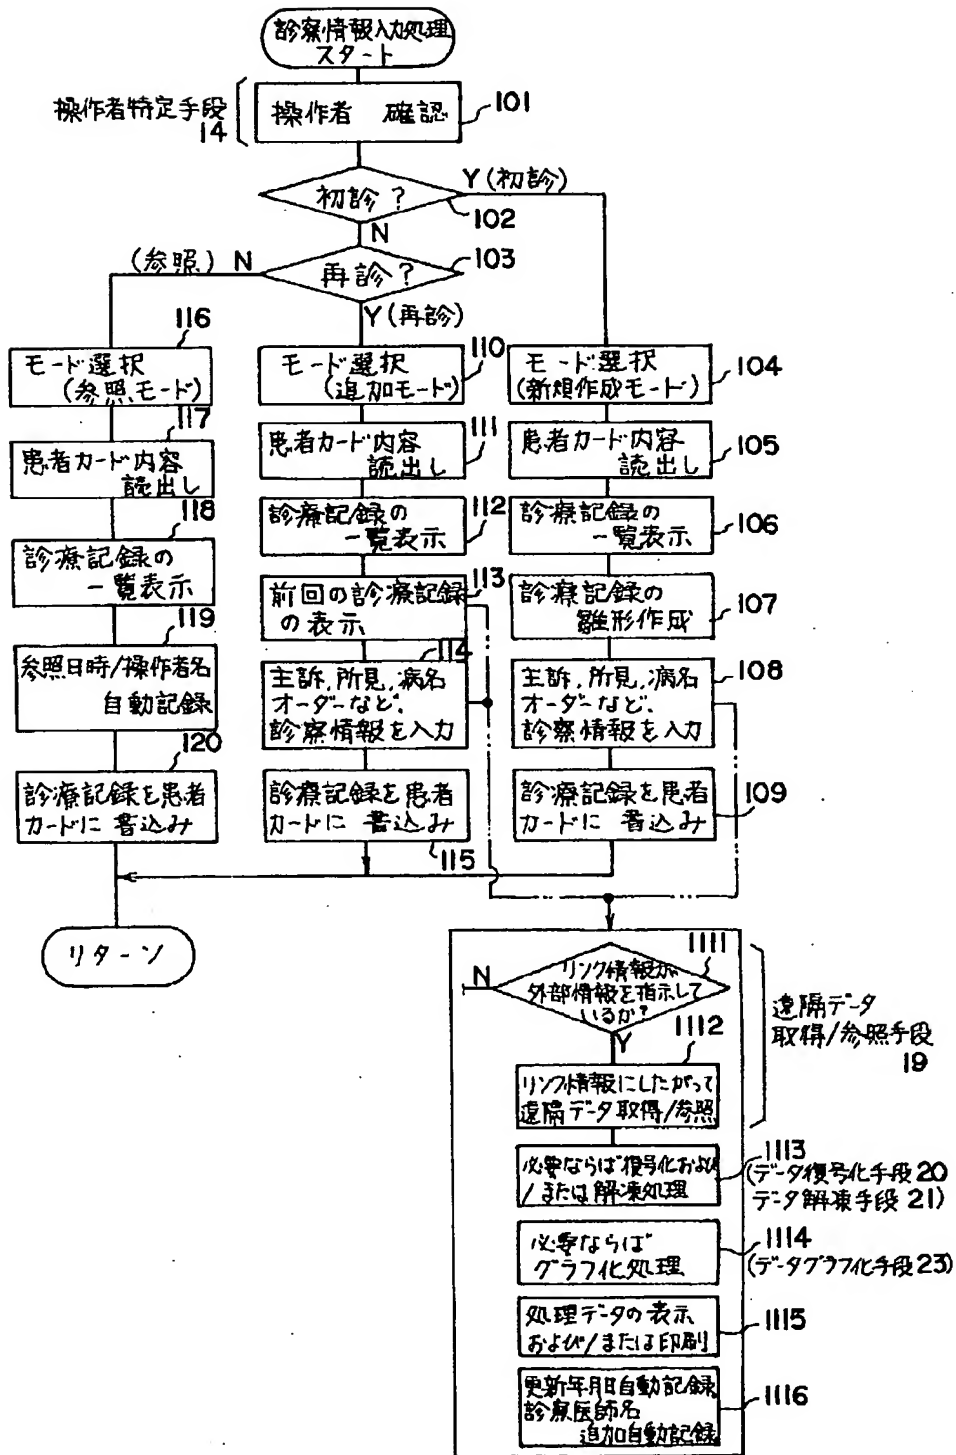 診察情報入力処理
スタート
操作者特定手段
14
操作者 確認
101
初診?
Y(初診)
102
N
再診?
103
(参照) N
Y(再診)
116
モード選択
(参照モード)
117
患者カード内容
読出し
118
診療記録の
一覧表示
119
参照日時/操作者名
自動記録
120
診療記録を患者
カードに書込み
110
モード選択
(追加モード)
111
患者カード内容
読出し
112
診療記録の
一覧表示
113
前回の診療記録
の表示
114
主訴,所見,病名
オーダーなど,
診察情報を入力
診療記録を患者
カードに書込み
115
モード選択
(新規作成モード)
104
患者カード内容
読出し
105
診療記録の
一覧表示
106
診療記録の
雛形作成
107
主訴,所見,病名
オーダーなど,
診察情報を入力
108
診療記録を患者
カードに書込み
109
リターン
1111
リンク情報が
外部情報を指示して
いるか?
N
Y
1112
リンク情報にしたがって
遠隔データ取得/参照
遠隔データ
取得/参照手段
19
必要ならば復号化および
/または解凍処理
1113
(データ復号化手段20
データ解凍手段21)
必要ならば
グラフ化処理
1114
(データグラフ化手段23)
処理データの表示
および/または印刷
1115
更新年月日自動記録
診察医師名
追加自動記録
1116